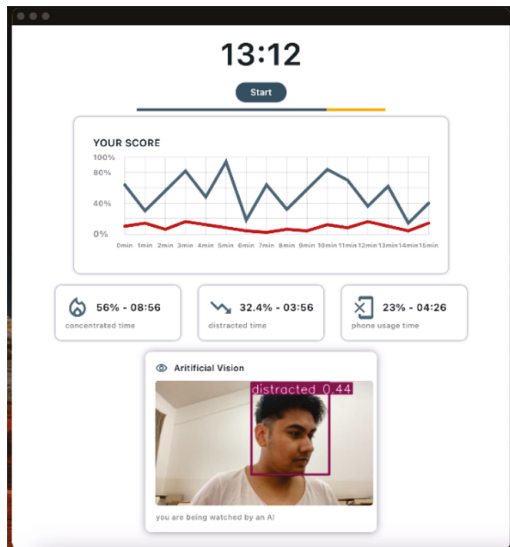 13:12
Start
YOUR SCORE
100%
80%
40%
0%
0min 1min 2min 3min 4min 5min 6min 7min 8min 9min 10min 11min 12min 13min 14min 15min
56% - 08:56
concentrated time
32.4% - 03:56
distracted time
23% - 04:26
phone usage time
Aritificial Vision
distracted 0.44
you are being watched by an AI